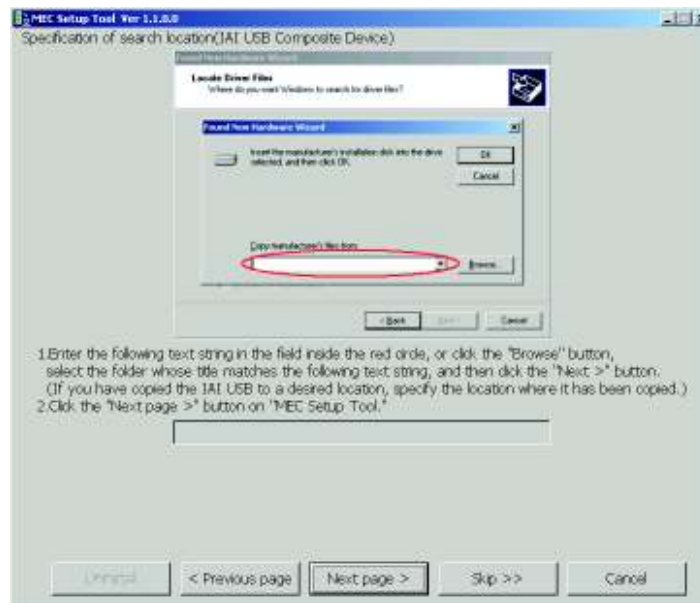 MEC Setup Tool Ver 1.1.0.0
Specification of search location(IAI USB Composite Device)
Found New Hardware Wizard
Locate Driver Files
Where do you want Windows to search for driver files?
Found New Hardware Wizard
Insert the manufacturer's installation disk into the drive
selected, and then click OK.
OK
Cancel
Copy manufacturer's files from:
Browse...
< Back
Cancel
1.Enter the following text string in the field inside the red circle, or click the "Browse" button,
select the folder whose title matches the following text string, and then click the "Next >" button.
(If you have copied the IAI USB to a desired location, specify the location where it has been copied.)
2.Click the "Next page >" button on "MEC Setup Tool."
Uninstall
< Previous page
Next page >
Skip >>
Cancel